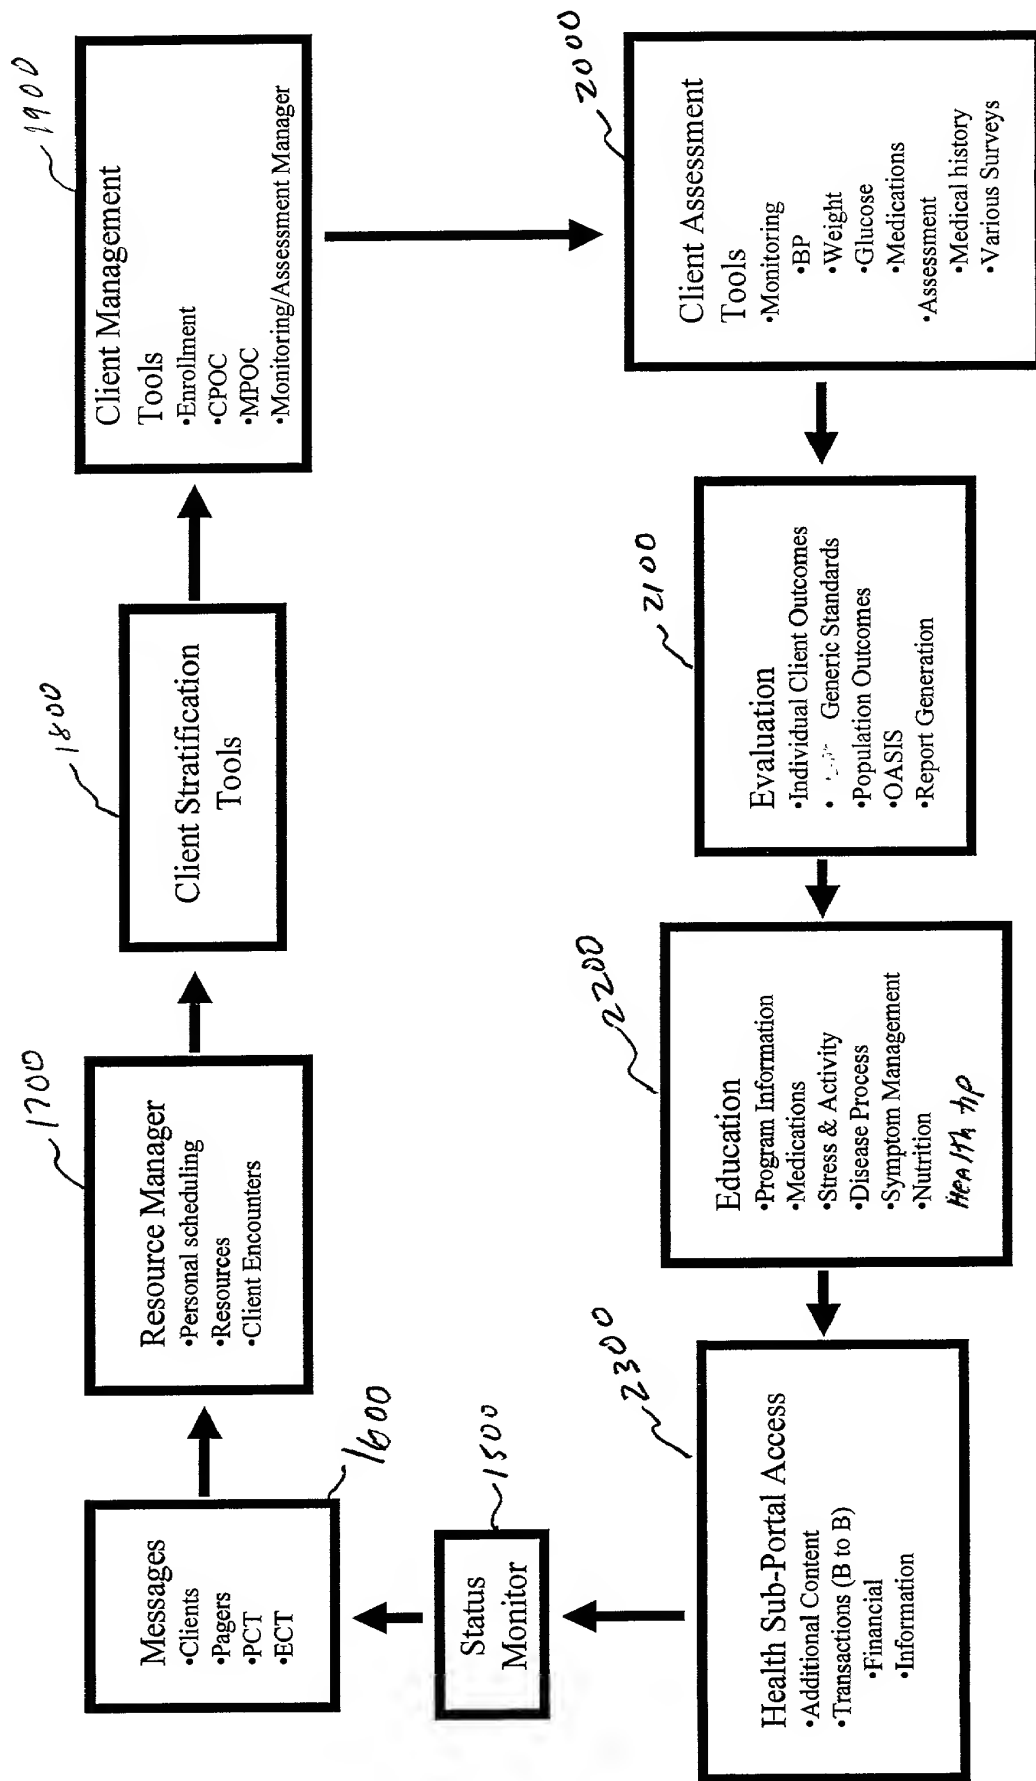 1600
Messages
•Clients
•Pagers
•PCT
•ECT
1700
Resource Manager
•Personal scheduling
•Resources
•Client Encounters
1800
Client Stratification
Tools
1900
Client Management
Tools
•Enrollment
•CPOC
•MPOC
•Monitoring/Assessment Manager
1500
Status
Monitor
2300
Health Sub-Portal Access
•Additional Content
•Transactions (B to B)
•Financial
•Information
2200
Education
•Program Information
•Medications
•Stress & Activity
•Disease Process
•Symptom Management
•Nutrition
Health tip
2100
Evaluation
•Individual Client Outcomes
• Generic Standards
•Population Outcomes
•OASIS
•Report Generation
2000
Client Assessment
Tools
•Monitoring
•BP
•Weight
•Glucose
•Medications
•Assessment
•Medical history
•Various Surveys